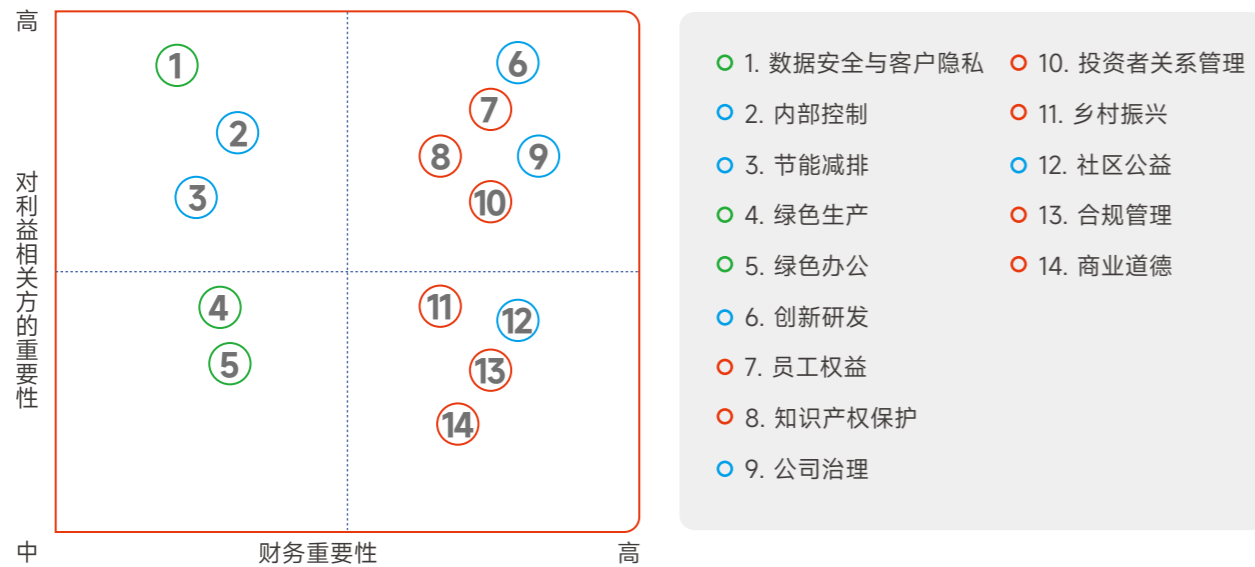 高
对利益相关方的重要性
中
财务重要性
高
1
2
3
4
5
6
7
8
9
10
11
12
13
14
1. 数据安全与客户隐私
2. 内部控制
3. 节能减排
4. 绿色生产
5. 绿色办公
6. 创新研发
7. 员工权益
8. 知识产权保护
9. 公司治理
10. 投资者关系管理
11. 乡村振兴
12. 社区公益
13. 合规管理
14. 商业道德